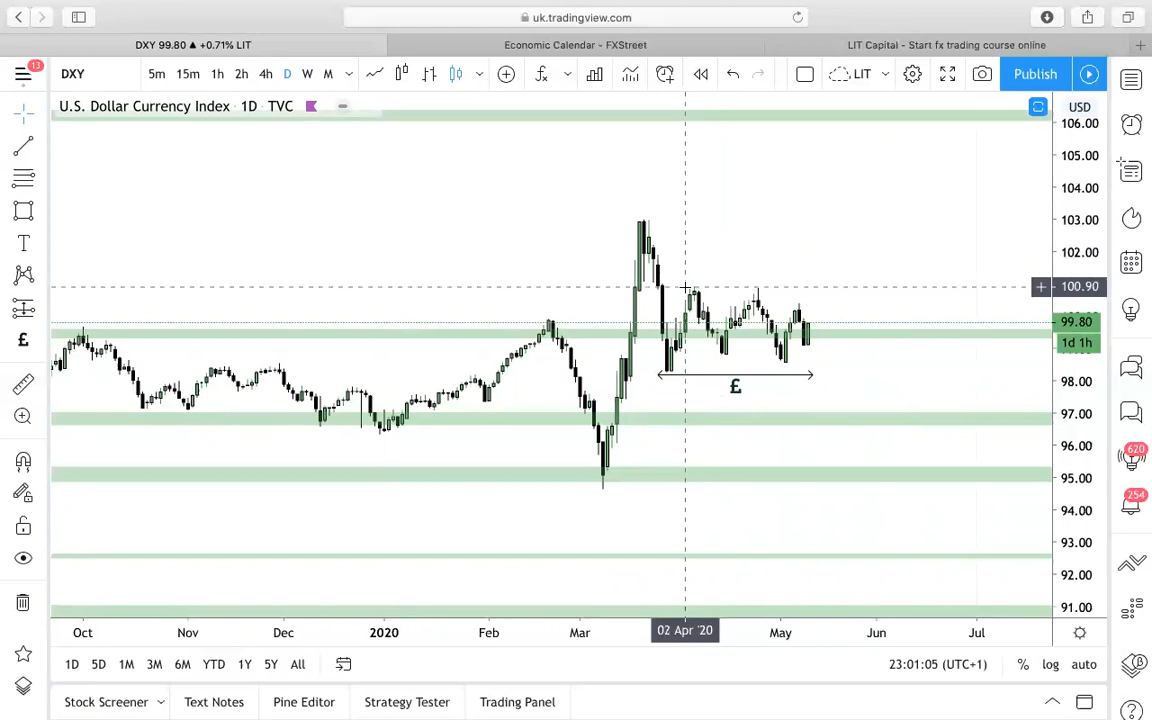 uk.tradingview.com
DXY 99.80 ▲ +0.71% LIT
Economic Calendar - FXStreet
LIT Capital - Start fx trading course online
13
DXY
5m 15m 1h 2h 4h D W M
LIT
Publish
U.S. Dollar Currency Index · 1D · TVC
USD
106.00
105.00
104.00
103.00
102.00
100.90
99.80
1d 1h
98.00
97.00
96.00
95.00
94.00
93.00
92.00
91.00
£
£
620
254
Oct Nov Dec 2020 Feb Mar 02 Apr '20 May Jun Jul
1D 5D 1M 3M 6M YTD 1Y 5Y All
23:01:05 (UTC+1) % log auto
Stock Screener Text Notes Pine Editor Strategy Tester Trading Panel